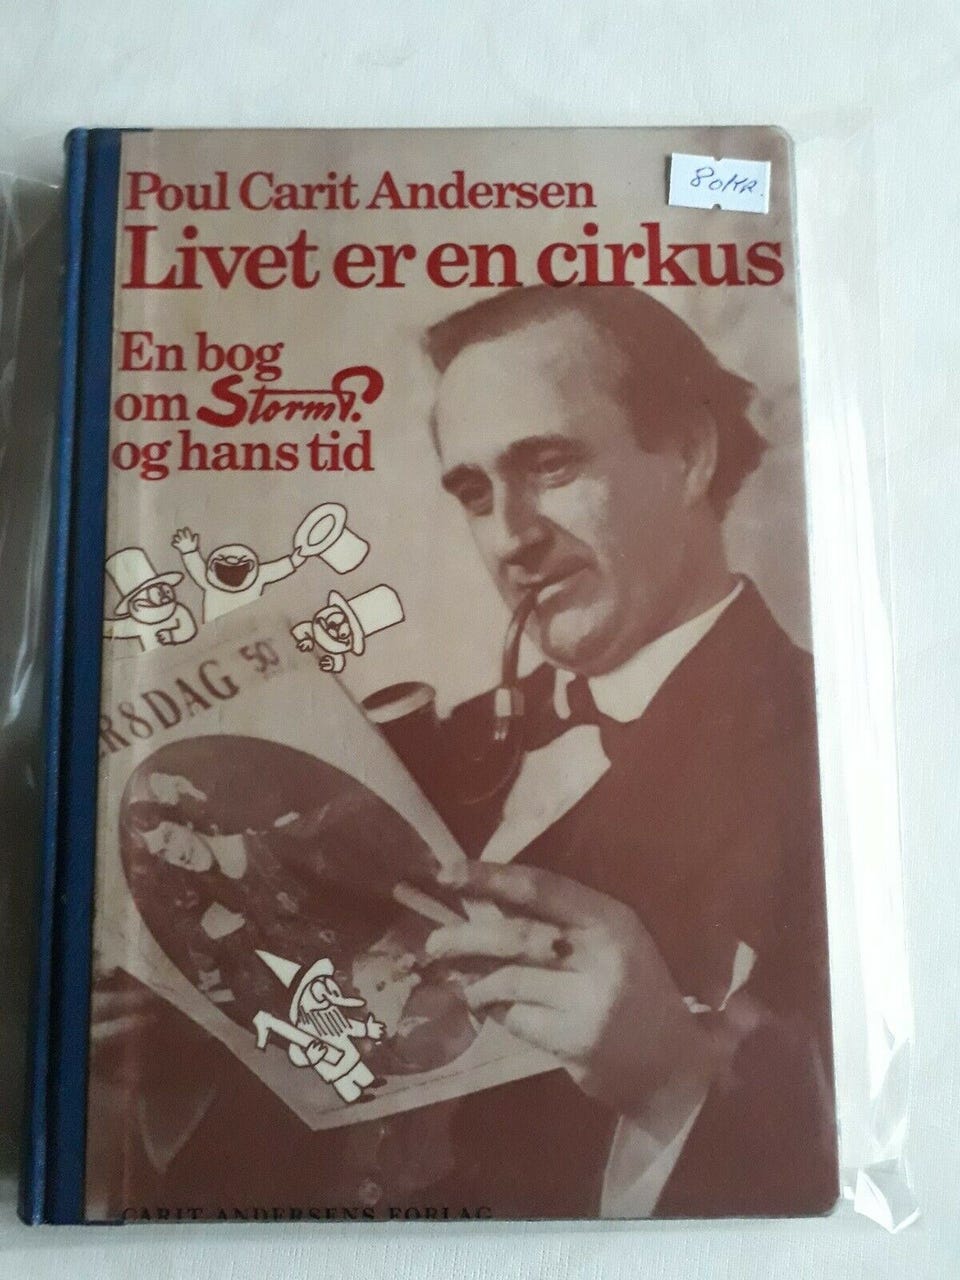 Poul Carit Andersen
80KR.
Livet er en cirkus
En bog
om Storm P.
og hans tid
R8DAG 50
CARIT ANDERSENS FORLAG